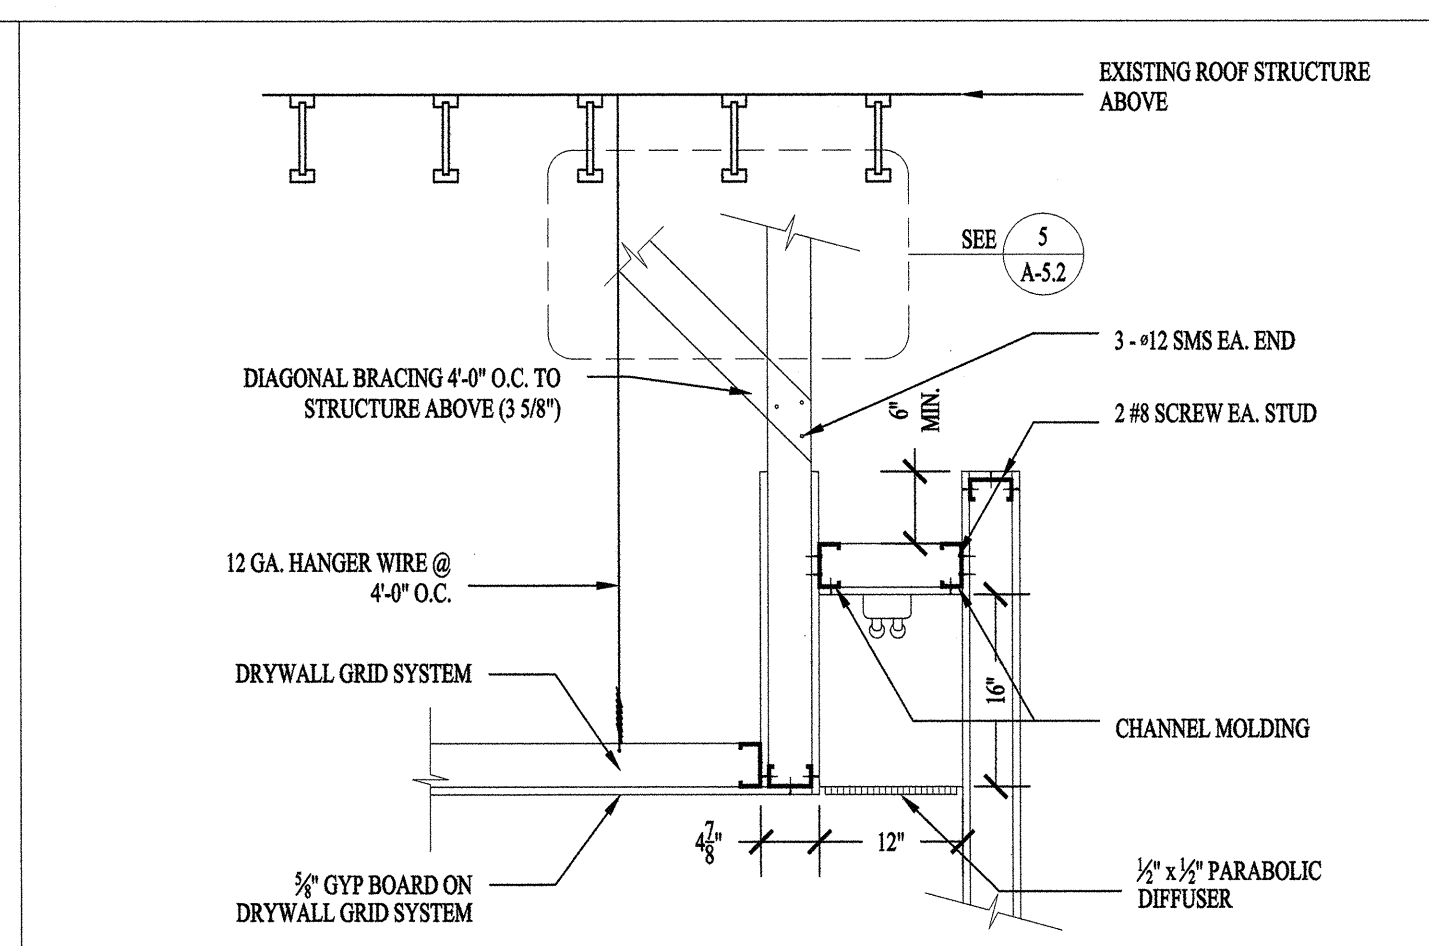 EXISTING ROOF STRUCTURE
ABOVE
SEE
5
A-5.2
3 - ø12 SMS EA. END
DIAGONAL BRACING 4'-0" O.C. TO
STRUCTURE ABOVE (3 5/8")
6"
MIN.
2 #8 SCREW EA. STUD
12 GA. HANGER WIRE @
4'-0" O.C.
DRYWALL GRID SYSTEM
16"
CHANNEL MOLDING
4 7/8"
12"
5/8" GYP BOARD ON
DRYWALL GRID SYSTEM
1/2" x 1/2" PARABOLIC
DIFFUSER